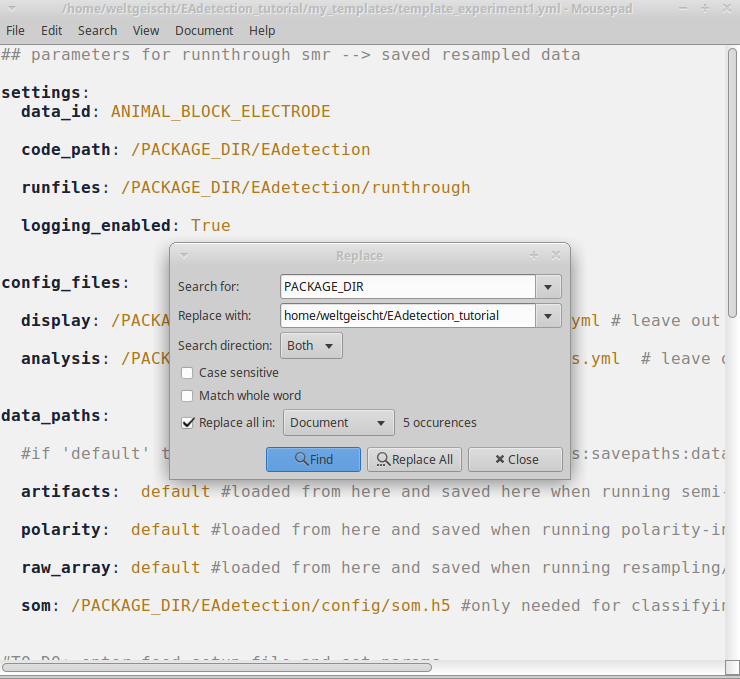 /home/weltgeischt/EAdetection_tutorial/my_templates/template_experiment1.yml - Mousepad
File Edit Search View Document Help
## parameters for runnthrough smr --> saved resampled data
settings:
data_id: ANIMAL_BLOCK_ELECTRODE
code_path: /PACKAGE_DIR/EAdetection
runfiles: /PACKAGE_DIR/EAdetection/runthrough
logging_enabled: True
Replace
Search for: PACKAGE_DIR
Replace with: home/weltgeischt/EAdetection_tutorial
Search direction: Both
Case sensitive
Match whole word
Replace all in: Document 5 occurences
Find Replace All Close
config_files:
display: /PACKA yml # leave out
analysis: /PACK s.yml # leave
data_paths:
#if 'default' s:savepaths:data
artifacts: default #loaded from here and saved here when running semi-
polarity: default #loaded from here and saved when running polarity-in
raw_array: default #loaded from here and saved when running resampling/
som: /PACKAGE_DIR/EAdetection/config/som.h5 #only needed for classifyin